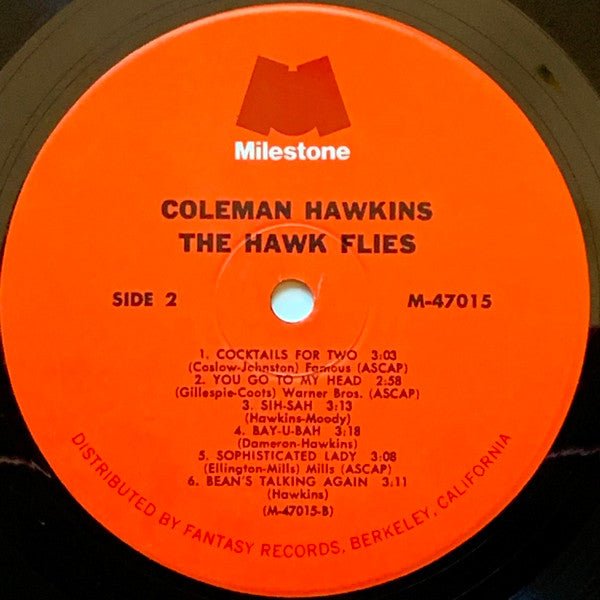 Milestone
COLEMAN HAWKINS
THE HAWK FLIES
SIDE 2
M-47015
1. COCKTAILS FOR TWO 3:03
(Coslow-Johnston) Famous (ASCAP)
2. YOU GO TO MY HEAD 2:58
(Gillespie-Coots) Warner Bros. (ASCAP)
3. SIH-SAH 3:13
(Hawkins-Moody)
4. BAY-U-BAH 3:18
(Dameron-Hawkins)
5. SOPHISTICATED LADY 3:08
(Ellington-Mills) Mills (ASCAP)
6. BEAN'S TALKING AGAIN 3:11
(Hawkins)
(M-47015-B)
DISTRIBUTED BY FANTASY RECORDS, BERKELEY, CALIFORNIA